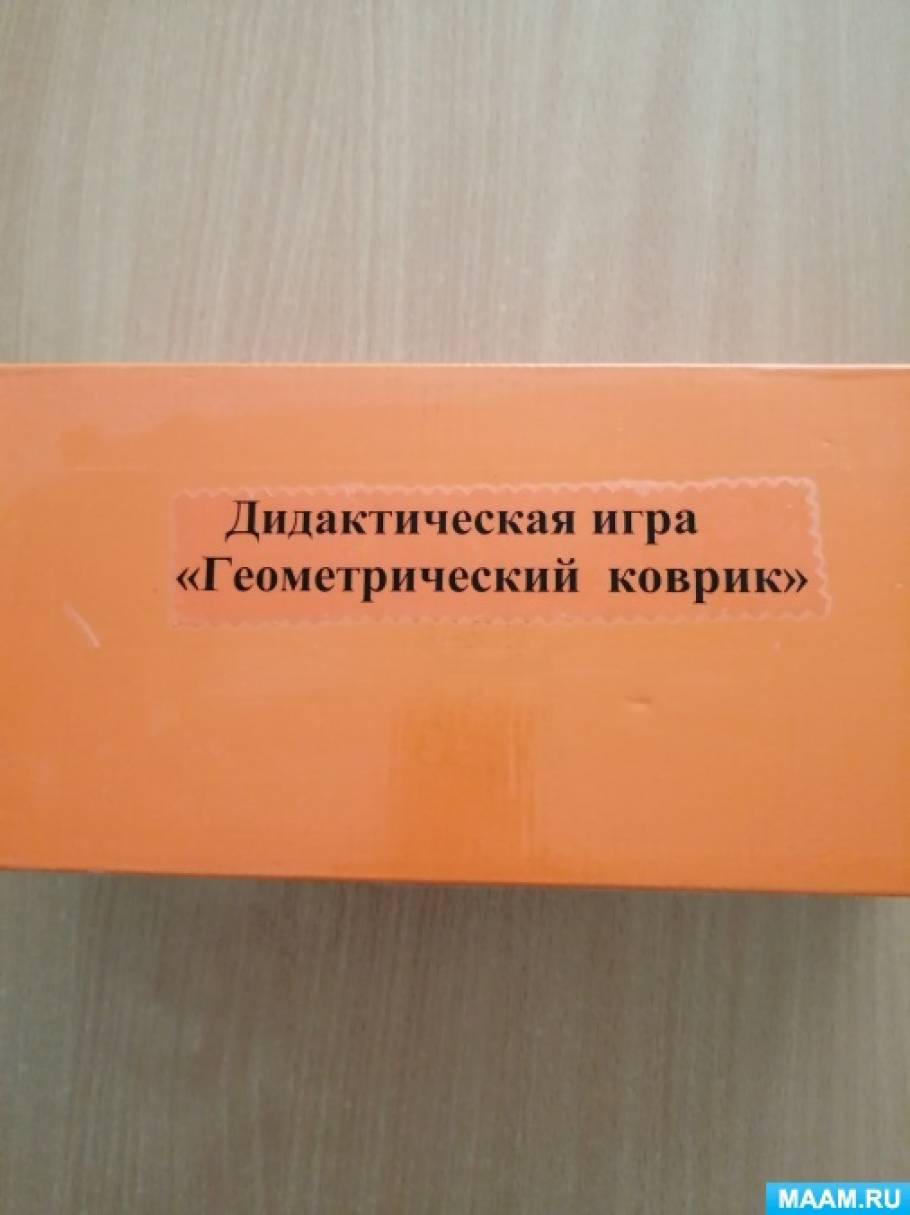 Дидактическая игра
«Геометрический коврик»
MAAM.RU